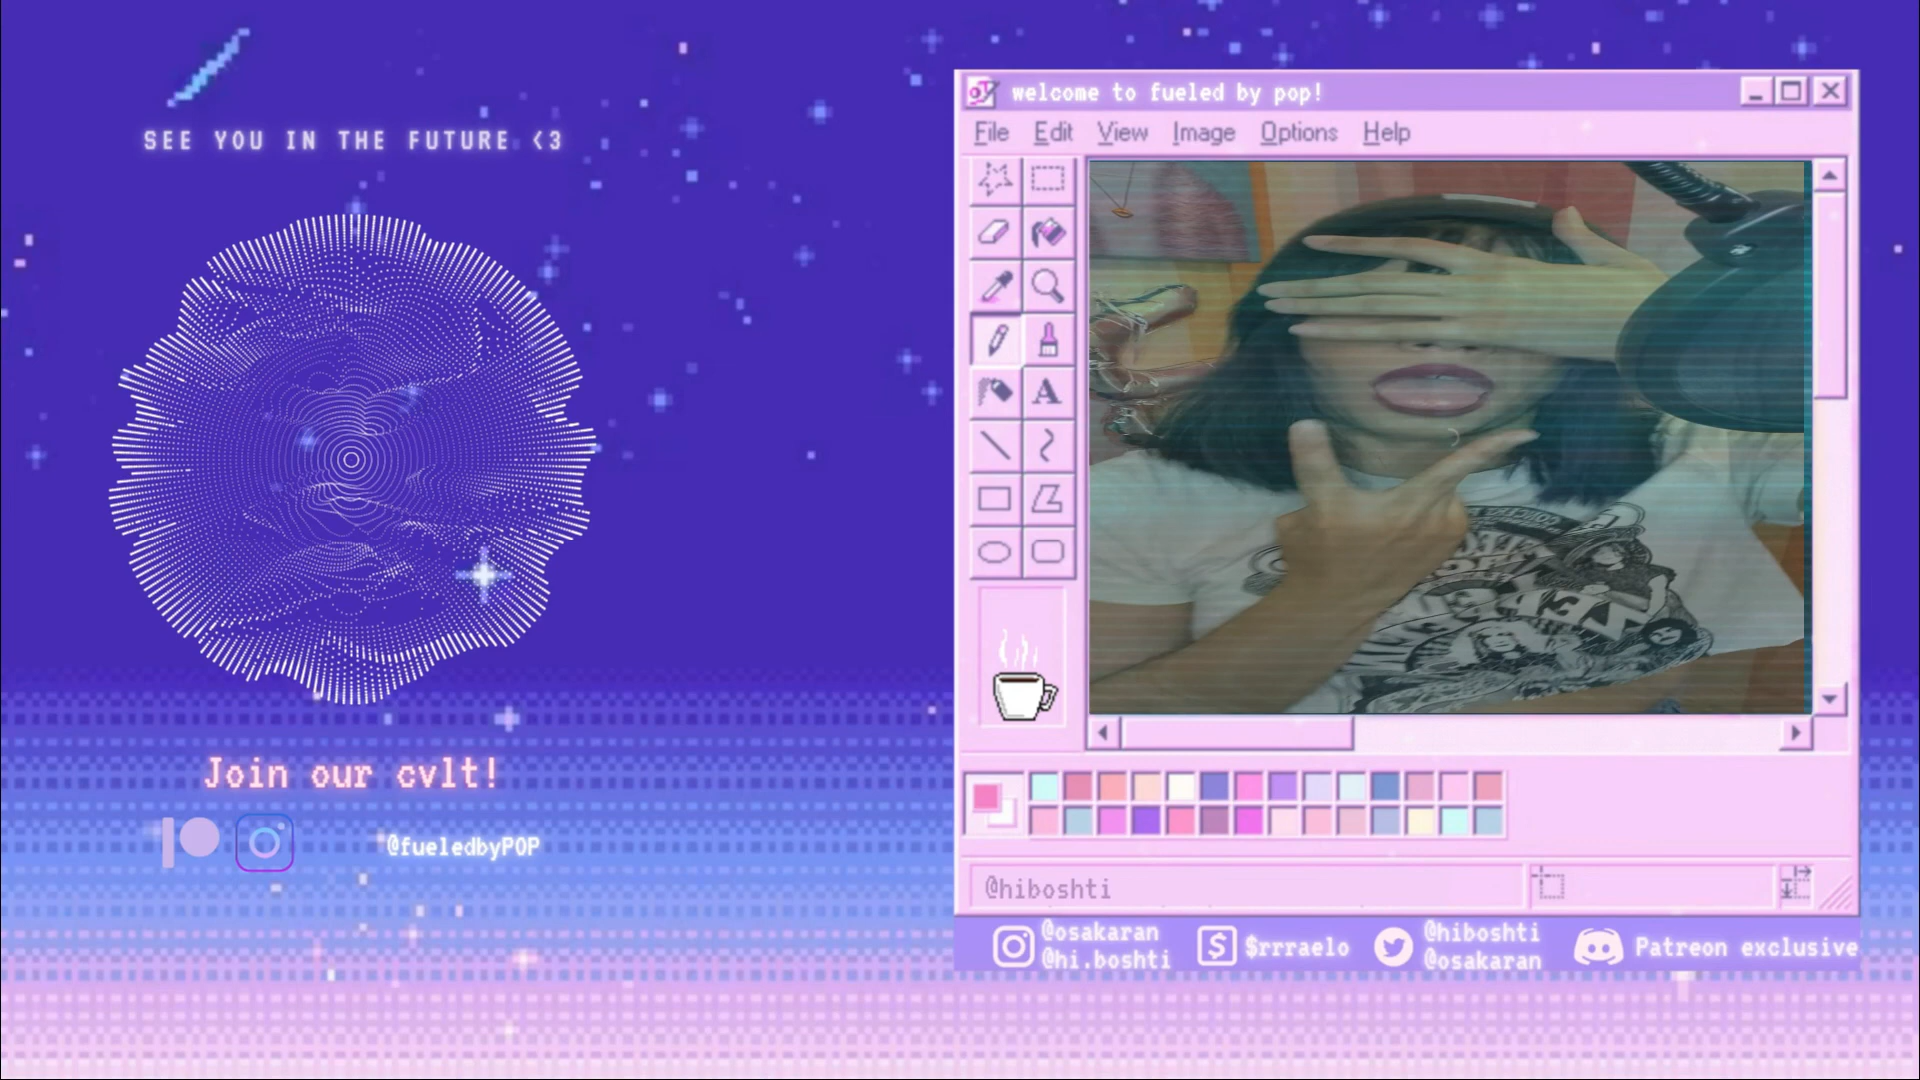 SEE YOU IN THE FUTURE <3
Join our cvlt!
@fueledbyPOP
welcome to fueled by pop!
File Edit View Image Options Help
A
@hiboshti
@osakaran
@hi.boshti
$rrraelo
@hiboshti
@osakaran
Patreon exclusive